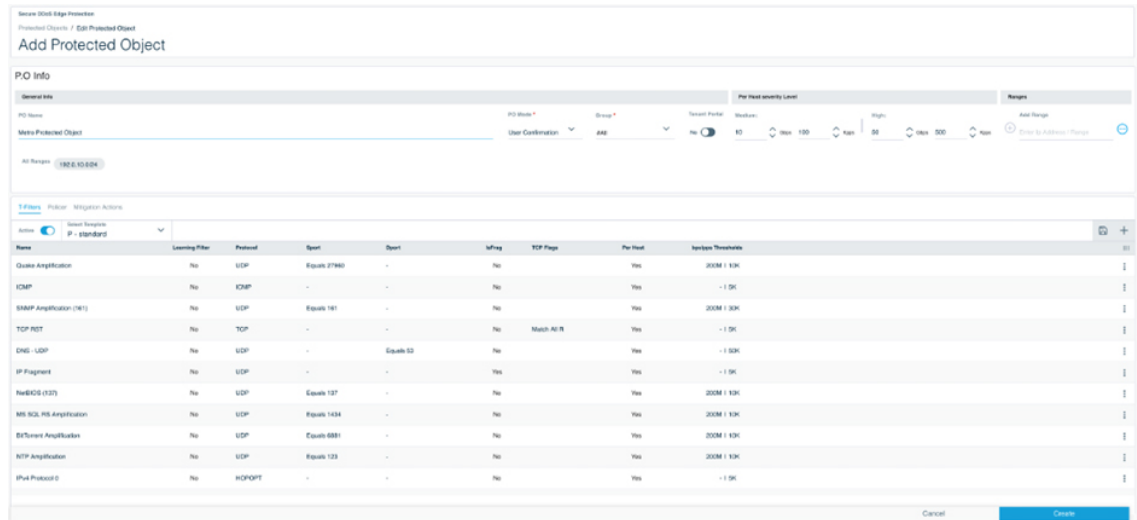 Secure DDoS Edge Protection
Protected Objects / Edit Protected Object
Add Protected Object
P.O Info
General Info Per Host severity Level Ranges
PO Name PO Mode * Group * Tenant Portal Medium: High: Add Range
Metro Protected Object User Confirmation No 10 Gbps 100 Kpps 50 Gbps 500 Kpps Enter Ip Address / Range
All Ranges 192.0.10.0/24
T-Filters Policer Mitigation Actions
Active Select Template
P - standard
Name Learning Filter Protocol Sport Dport IsFrag TCP Flags Per Host bps/pps Thresholds
Quake Amplification No UDP Equals 27960 - No Yes 200M | 10K
ICMP No ICMP - - No Yes - | 5K
SNMP Amplification (161) No UDP Equals 161 - No Yes 200M | 30K
TCP RST No TCP - - No Match All:R Yes - | 5K
DNS - UDP No UDP - Equals 53 No Yes - | 50K
IP Fragment No UDP - - Yes Yes - | 5K
NetBIOS (137) No UDP Equals 137 - No Yes 200M | 10K
MS SQL RS Amplification No UDP Equals 1434 - No Yes 200M | 10K
BitTorrent Amplification No UDP Equals 6881 - No Yes 200M | 10K
NTP Amplification No UDP Equals 123 - No Yes 200M | 10K
IPv4 Protocol 0 No HOPOPT - - No Yes - | 5K
Cancel Create